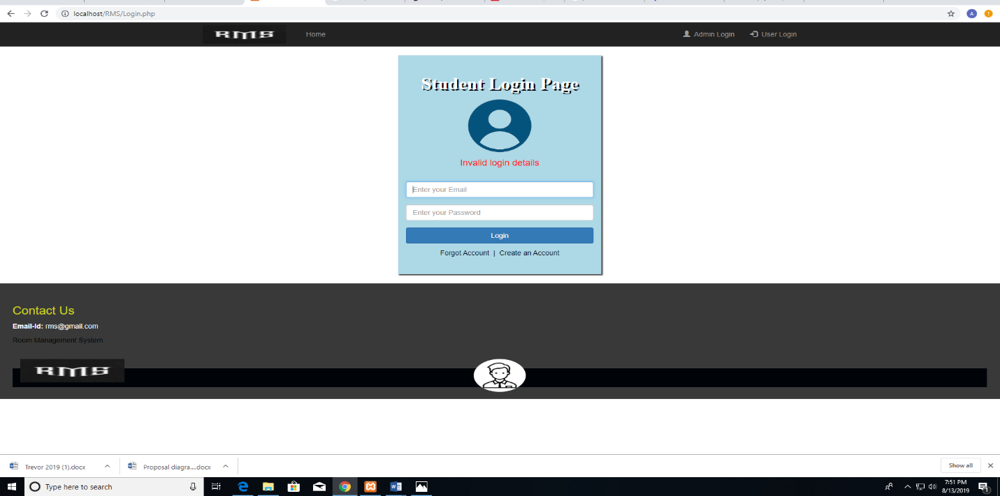 localhost/RMS/Login.php
A
RMS Home Admin Login User Login
Student Login Page
Invalid login details
Enter your Email
Enter your Password
Login
Forgot Account | Create an Account
Contact Us
Email-Id: rms@gmail.com
Room Management System
RMS
Trevor 2019 (1).docx Proposal diagra....docx Show all
Type here to search
7:51 PM
8/13/2019
1